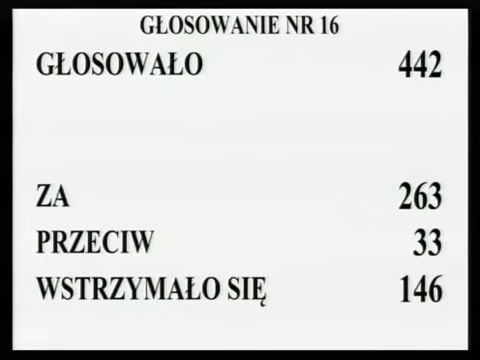 GŁOSOWANIE NR 16
GŁOSOWAŁO 442
ZA 263
PRZECIW 33
WSTRZYMAŁO SIĘ 146